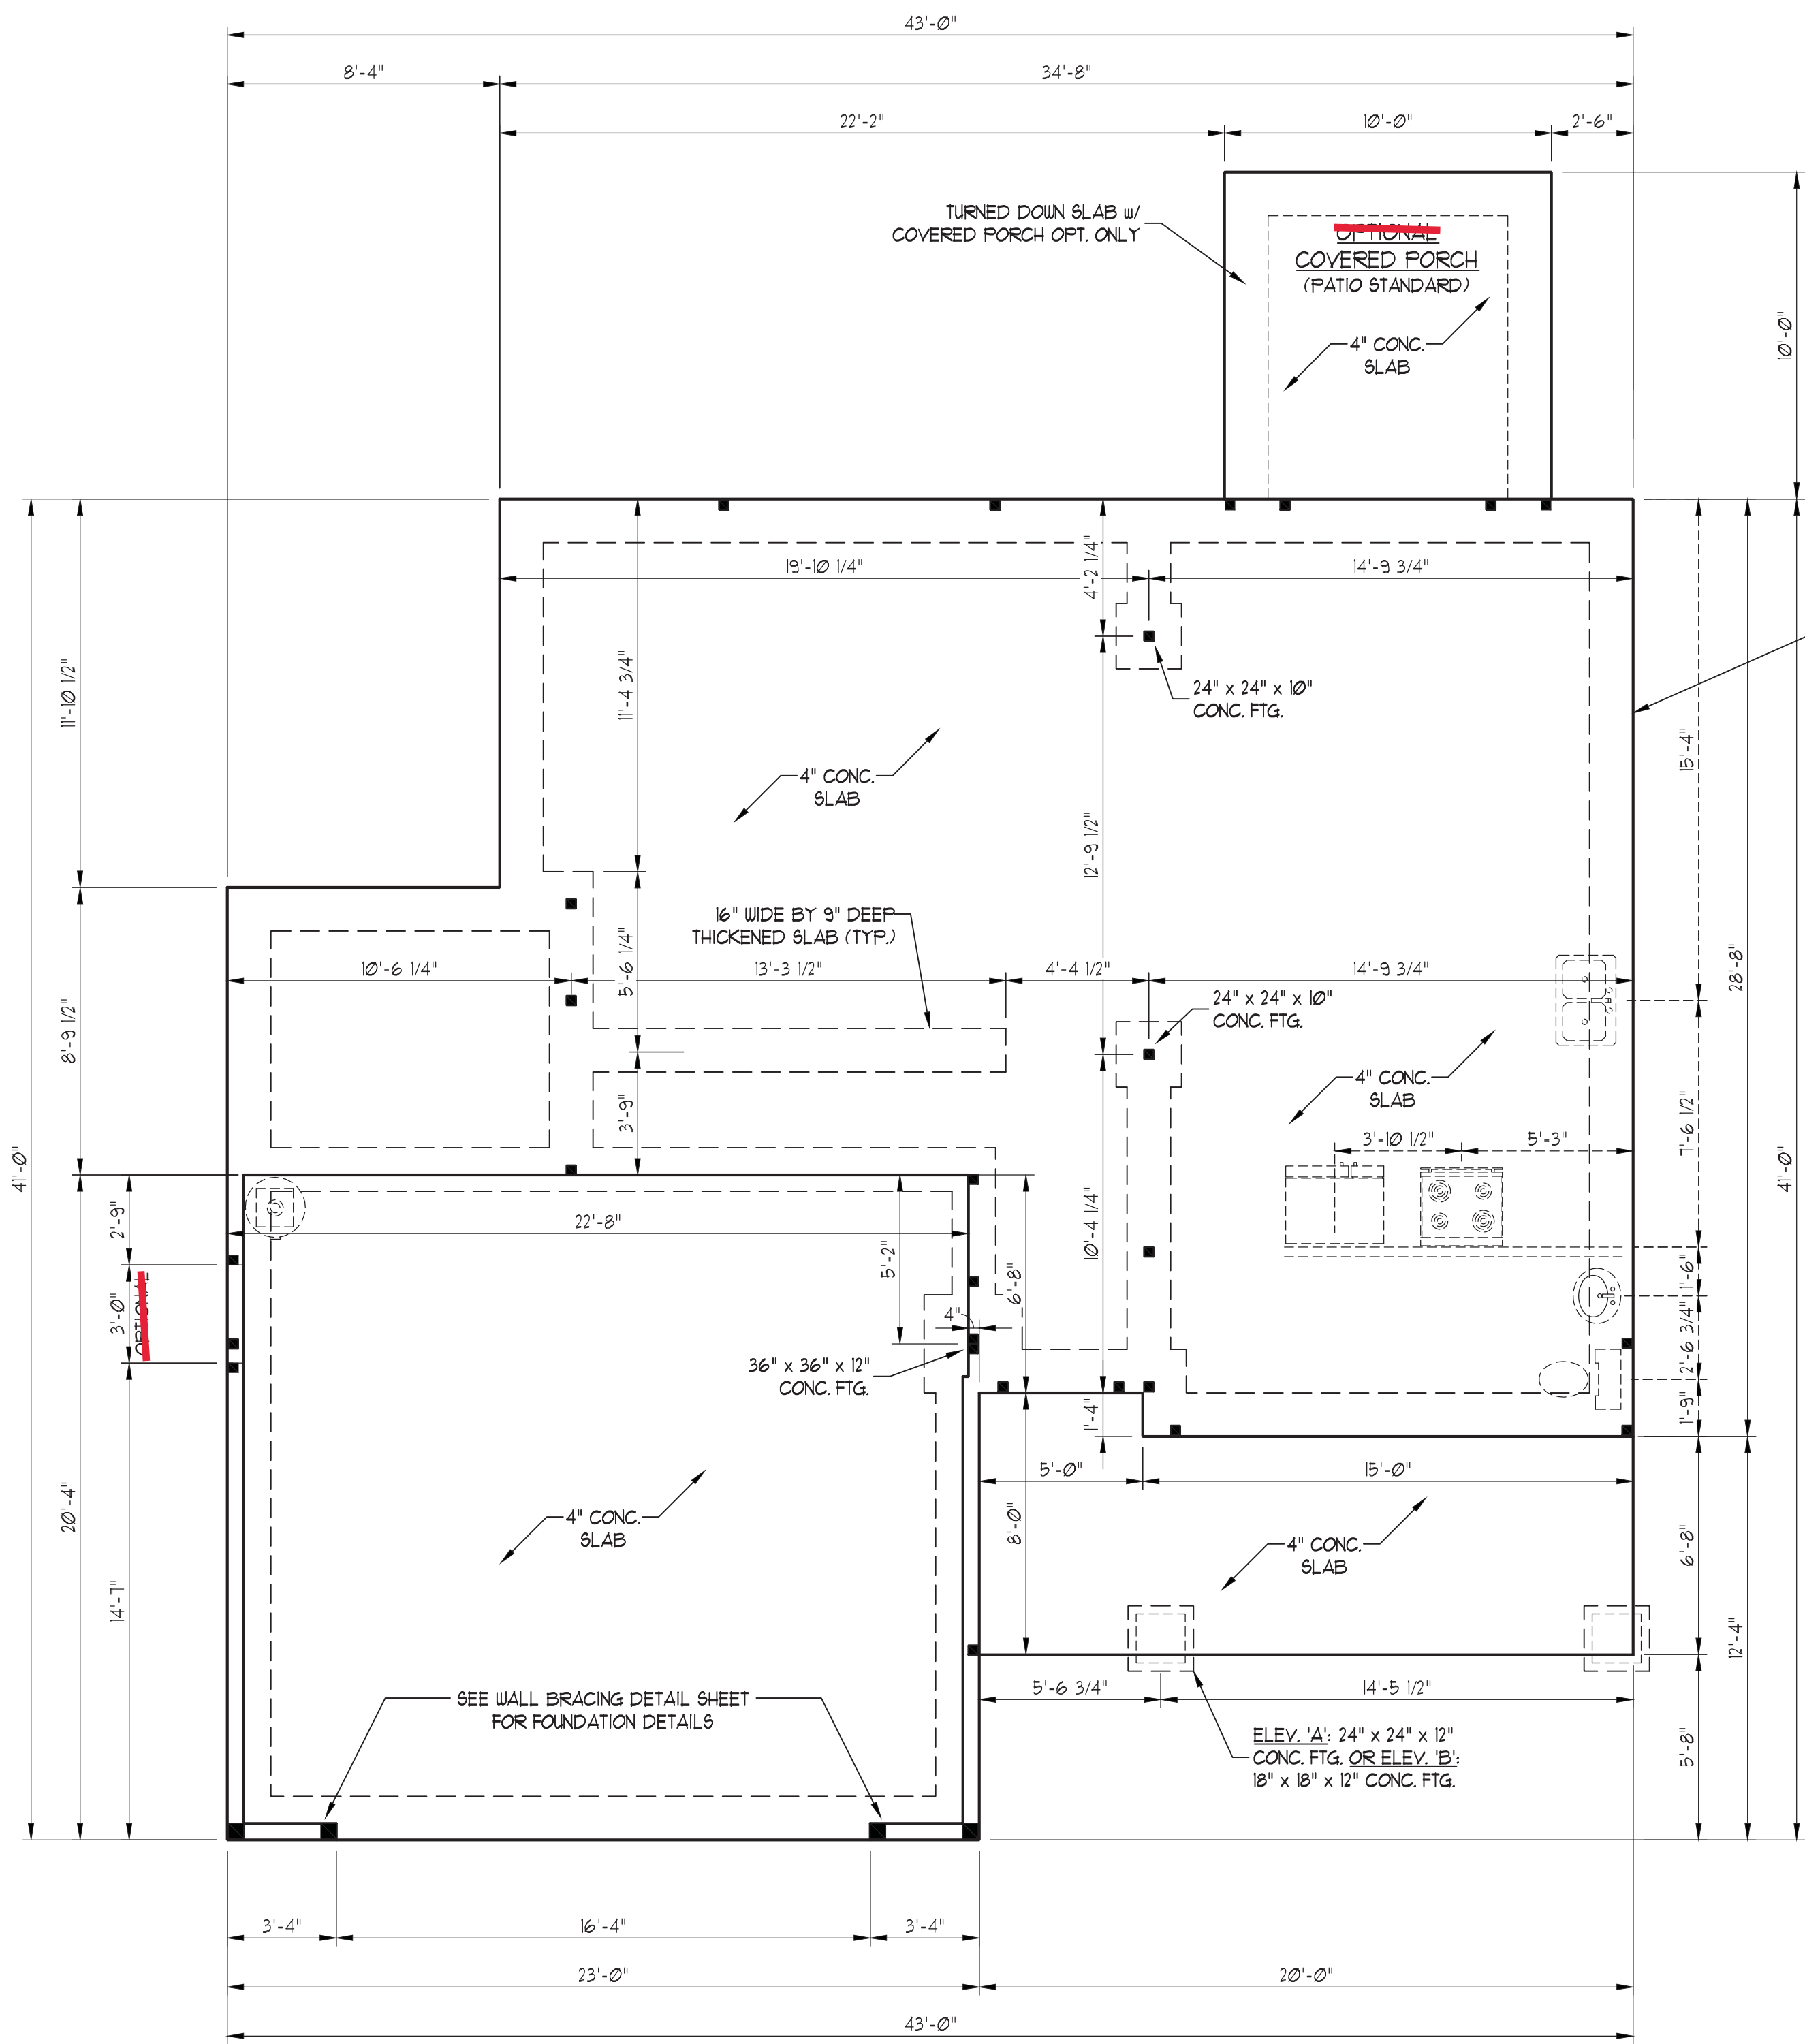 43'-0"
8'-4"
34'-8"
22'-2"
10'-0"
2'-6"
TURNED DOWN SLAB w/
COVERED PORCH OPT. ONLY
OPTIONAL
COVERED PORCH
(PATIO STANDARD)
4" CONC.
SLAB
10'-0"
19'-10 1/4"
14'-9 3/4"
4'-2 1/4"
11'-10 1/2"
11'-4 3/4"
24" x 24" x 10"
CONC. FTG.
15'-4"
4" CONC.
SLAB
12'-9 1/2"
16" WIDE BY 9" DEEP
THICKENED SLAB (TYP.)
10'-6 1/4"
5'-6 1/4"
13'-3 1/2"
4'-4 1/2"
14'-9 3/4"
28'-8"
8'-9 1/2"
24" x 24" x 10"
CONC. FTG.
4" CONC.
SLAB
3'-9"
7'-6 1/2"
3'-10 1/2"
5'-3"
41'-0"
41'-0"
2'-9"
22'-8"
5'-2"
6'-8"
10'-4 1/4"
3'-0"
OPTIONAL
1'-6"
4"
2'-6 3/4"
36" x 36" x 12"
CONC. FTG.
1'-4"
1'-9"
20'-4"
5'-0"
15'-0"
4" CONC.
SLAB
8'-0"
4" CONC.
SLAB
6'-8"
14'-7"
12'-4"
SEE WALL BRACING DETAIL SHEET
FOR FOUNDATION DETAILS
5'-6 3/4"
14'-5 1/2"
ELEV. 'A': 24" x 24" x 12"
CONC. FTG. OR ELEV. 'B':
18" x 18" x 12" CONC. FTG.
5'-8"
3'-4"
16'-4"
3'-4"
23'-0"
20'-0"
43'-0"